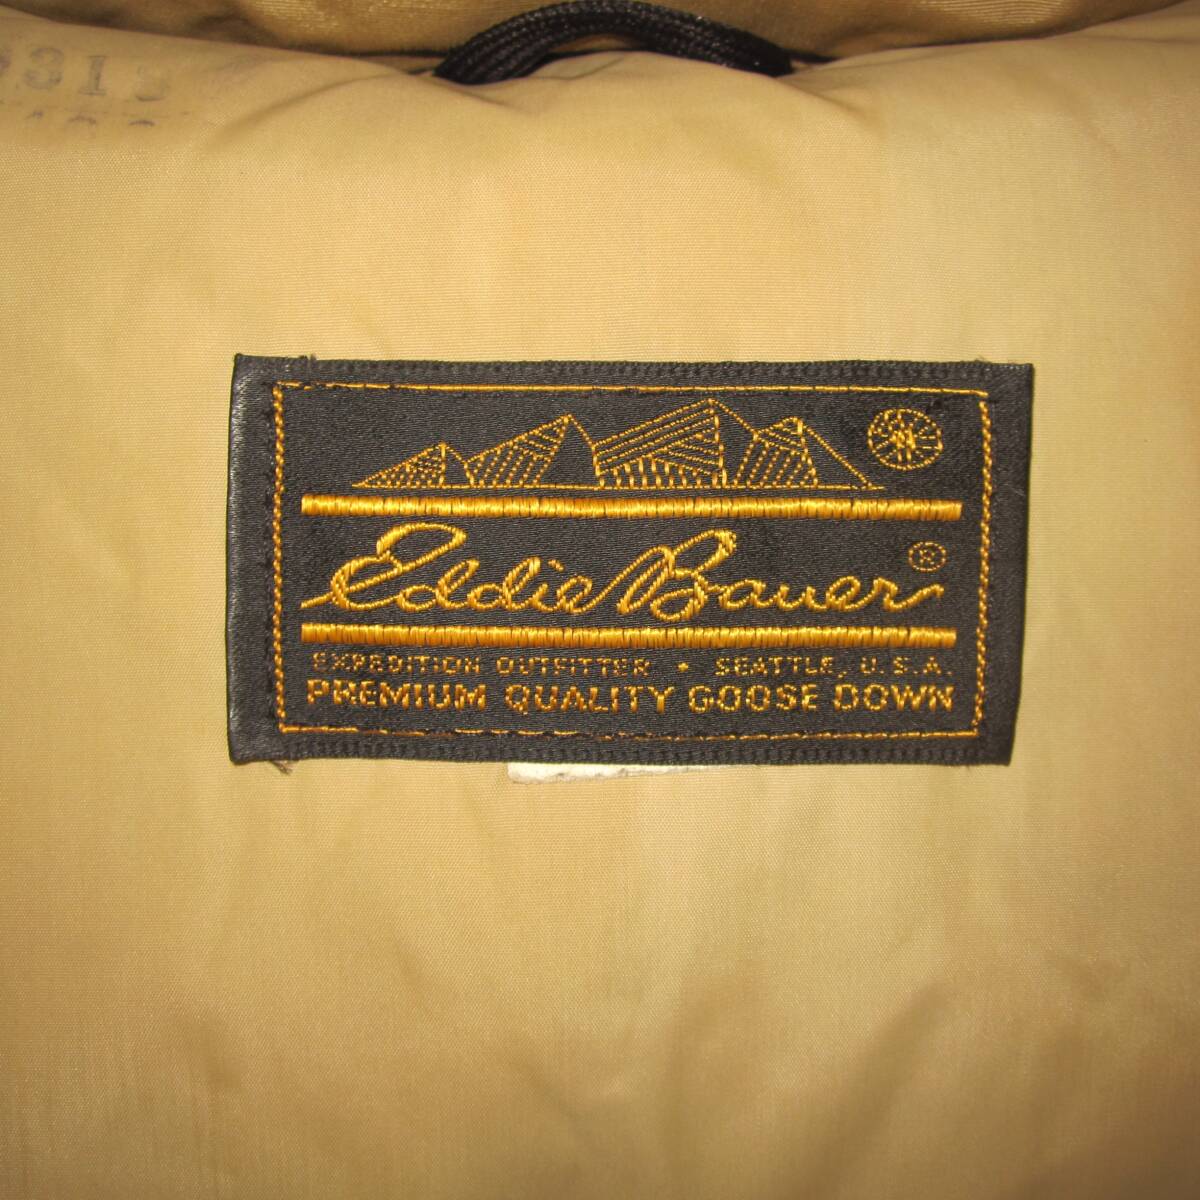 Eddie Bauer ®
EXPEDITION OUTFITTER • SEATTLE, U.S.A.
PREMIUM QUALITY GOOSE DOWN